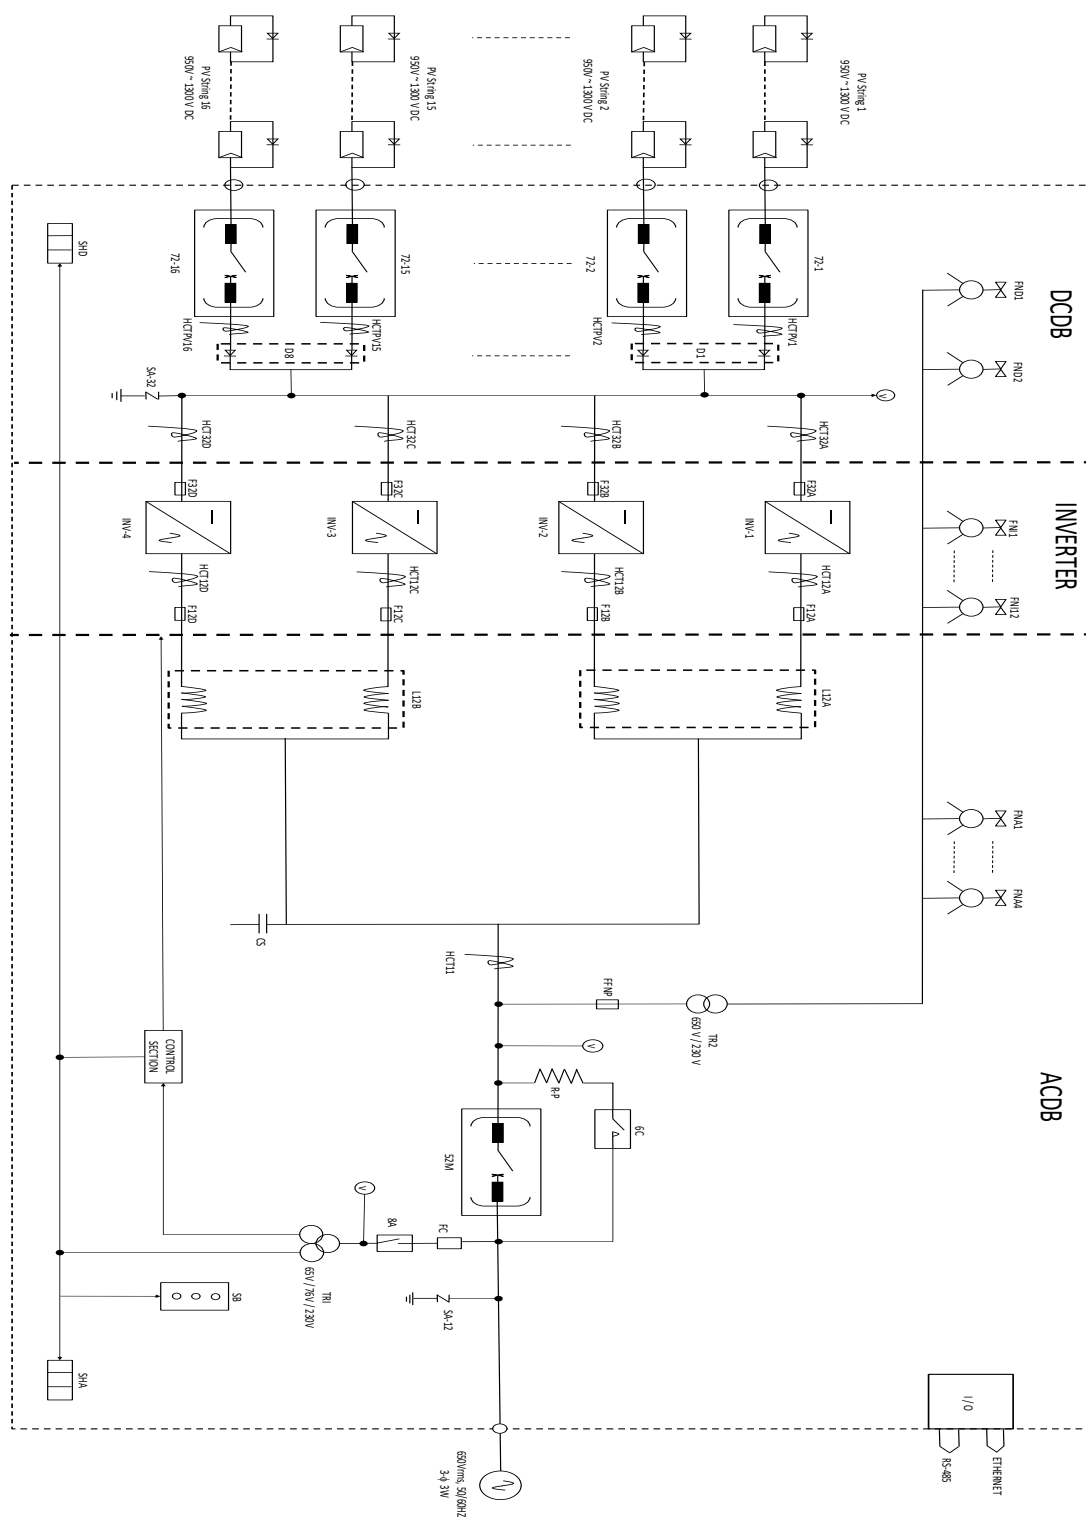 PV String 16
950V ~ 1300 V DC
PV String 15
950V ~ 1300 V DC
PV String 2
950V ~ 1300 V DC
PV String 1
950V ~ 1300 V DC
SHD
72-16
72-15
72-2
72-1
FND1
DCDB
HCTPV16
HCTPV15
HCTPV2
HCTPV1
D8
D1
FND2
SA-32
V
HCT32D
HCT32C
HCT32B
HCT32A
F32D
F32C
F32B
F32A
INV-4
INV-3
INV-2
INV-1
FNI1
INVERTER
HCT12D
HCT12C
HCT12B
HCT12A
F12D
F12C
F12B
F12A
FNI12
L12B
L12A
FNA1
FNA4
CS
HCT11
FFNP
TR2
650 V / 230 V
V
CONTROL
SECTION
R-P
6C
ACDB
52M
V
8A
FC
TRI
65V / 76V / 230V
SB
SA-12
SHA
I/O
RS-485
ETHERNET
650Vrms, 50/60HZ
3-ϕ 3W